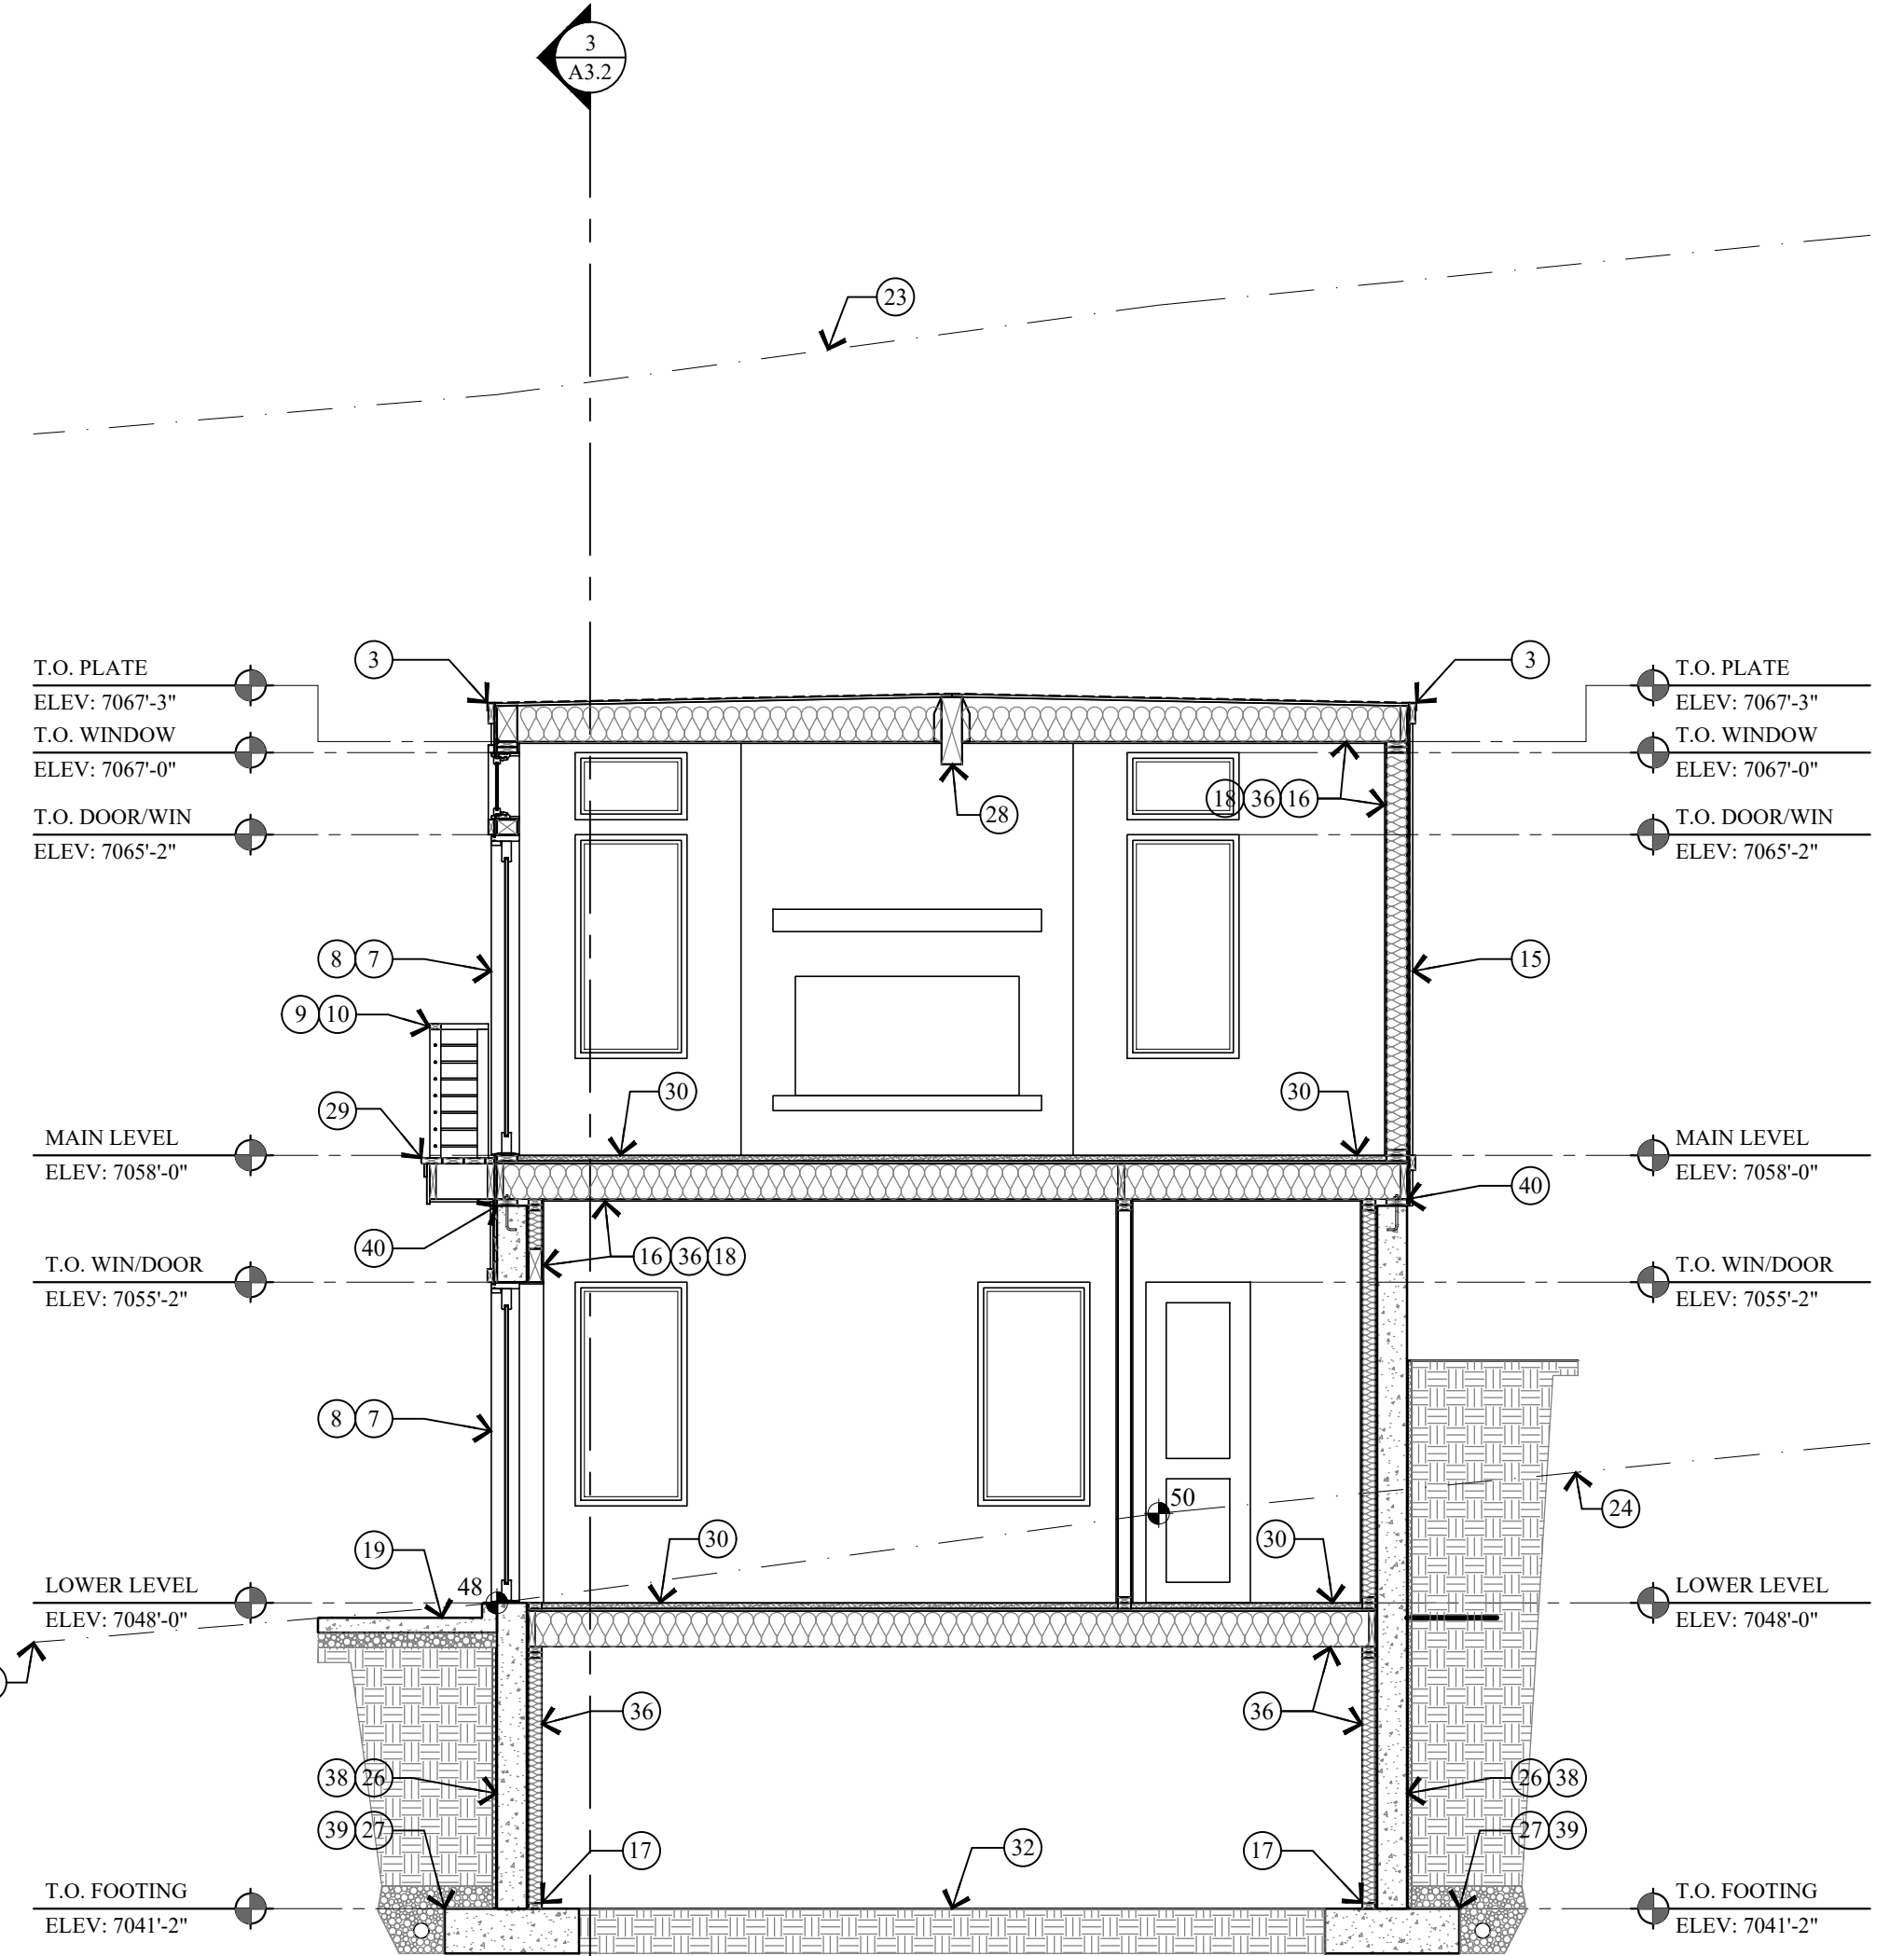 3
A3.2
23
T.O. PLATE
ELEV: 7067'-3"
3
3
T.O. PLATE
ELEV: 7067'-3"
T.O. WINDOW
ELEV: 7067'-0"
T.O. WINDOW
ELEV: 7067'-0"
28
18 36 16
T.O. DOOR/WIN
ELEV: 7065'-2"
T.O. DOOR/WIN
ELEV: 7065'-2"
8 7
15
9 10
30
30
29
MAIN LEVEL
ELEV: 7058'-0"
MAIN LEVEL
ELEV: 7058'-0"
40
40
16 36 18
T.O. WIN/DOOR
ELEV: 7055'-2"
T.O. WIN/DOOR
ELEV: 7055'-2"
8 7
50
24
19
30
30
48
LOWER LEVEL
ELEV: 7048'-0"
LOWER LEVEL
ELEV: 7048'-0"
36
36
38 26
26 38
39 27
27 39
17
32
17
T.O. FOOTING
ELEV: 7041'-2"
T.O. FOOTING
ELEV: 7041'-2"